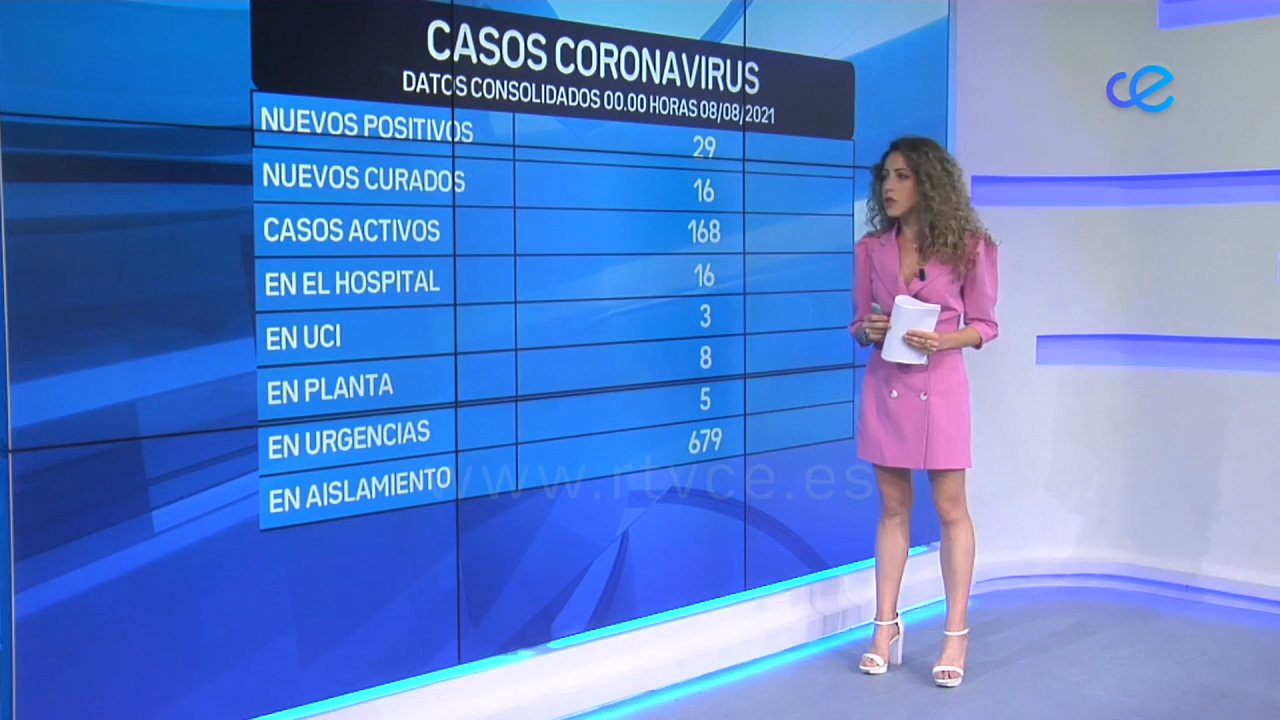 CASOS CORONAVIRUS
DATOS CONSOLIDADOS 00.00 HORAS 08/08/2021
NUEVOS POSITIVOS 29
NUEVOS CURADOS 16
CASOS ACTIVOS 168
EN EL HOSPITAL 16
EN UCI 3
EN PLANTA 8
EN URGENCIAS 5
EN AISLAMIENTO 679
www.rtvce.es
ce